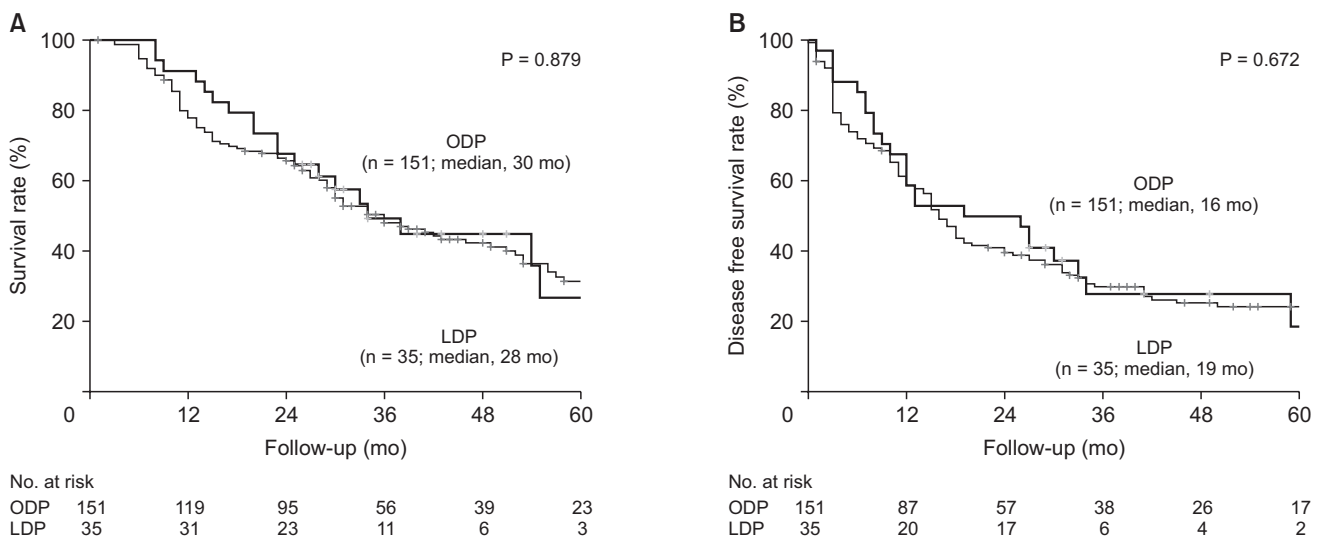 A
Survival rate (%)
100
80
60
40
20
0
12
24
36
48
60
Follow-up (mo)
P = 0.879
ODP
(n = 151; median, 30 mo)
LDP
(n = 35; median, 28 mo)
No. at risk
ODP 151 119 95 56 39 23
LDP 35 31 23 11 6 3
B
Disease free survival rate (%)
100
80
60
40
20
0
12
24
36
48
60
Follow-up (mo)
P = 0.672
ODP
(n = 151; median, 16 mo)
LDP
(n = 35; median, 19 mo)
No. at risk
ODP 151 87 57 38 26 17
LDP 35 20 17 6 4 2